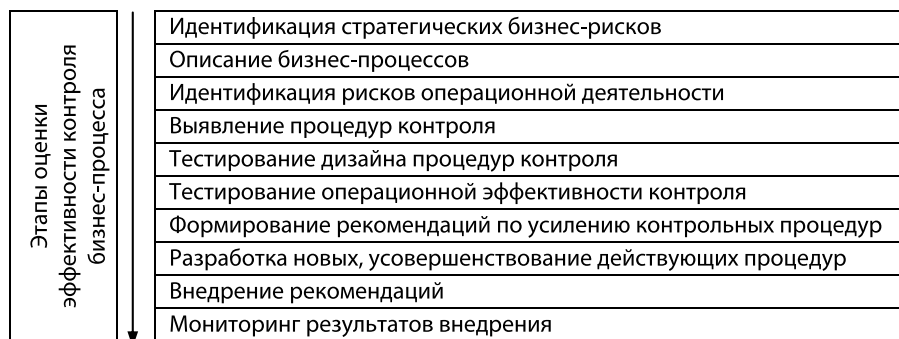 Этапы оценки
эффективности контроля
бизнес-процесса
Идентификация стратегических бизнес-рисков
Описание бизнес-процессов
Идентификация рисков операционной деятельности
Выявление процедур контроля
Тестирование дизайна процедур контроля
Тестирование операционной эффективности контроля
Формирование рекомендаций по усилению контрольных процедур
Разработка новых, усовершенствование действующих процедур
Внедрение рекомендаций
Мониторинг результатов внедрения